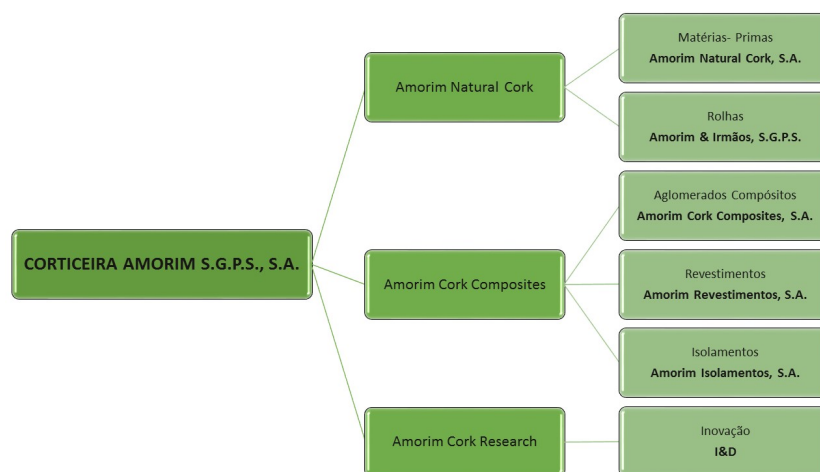 CORTICEIRA AMORIM S.G.P.S., S.A.
Amorim Natural Cork
Matérias- Primas
Amorim Natural Cork, S.A.
Rolhas
Amorim & Irmãos, S.G.P.S.
Amorim Cork Composites
Aglomerados Compósitos
Amorim Cork Composites, S.A.
Revestimentos
Amorim Revestimentos, S.A.
Isolamentos
Amorim Isolamentos, S.A.
Amorim Cork Research
Inovação
I&D